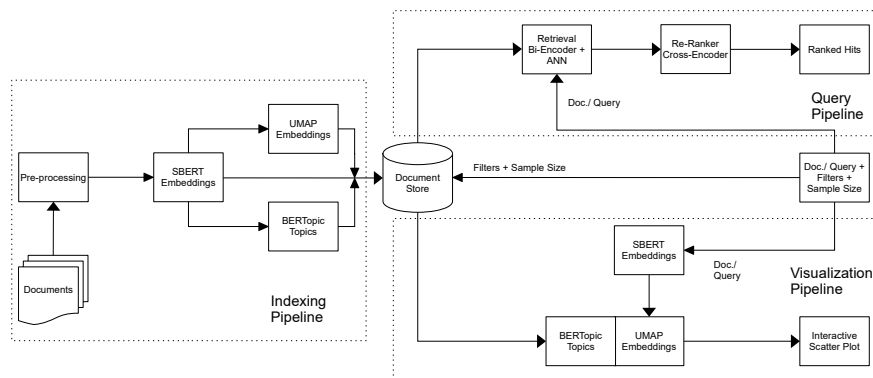 Documents
Pre-processing
SBERT
Embeddings
UMAP
Embeddings
BERTopic
Topics
Indexing
Pipeline
Document
Store
Retrieval
Bi-Encoder +
ANN
Re-Ranker
Cross-Encoder
Ranked Hits
Doc./ Query
Query
Pipeline
Filters + Sample Size
Doc./ Query +
Filters +
Sample Size
SBERT
Embeddings
Doc./
Query
Visualization
Pipeline
BERTopic
Topics
UMAP
Embeddings
Interactive
Scatter Plot